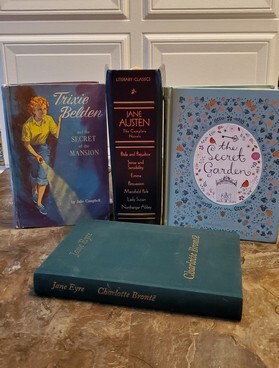 Trixie
Belden
and the
SECRET
of the
MANSION
by Julie Campbell
LITERARY CLASSICS
JANE
AUSTEN
The Complete
Novels
Pride and Prejudice
Sense and
Sensibility
Emma
Persuasion
Mansfield Park
Lady Susan
Northanger Abbey
the
Secret
Garden
Jane Eyre
Charlotte Brontë
Jane Eyre
Charlotte Brontë